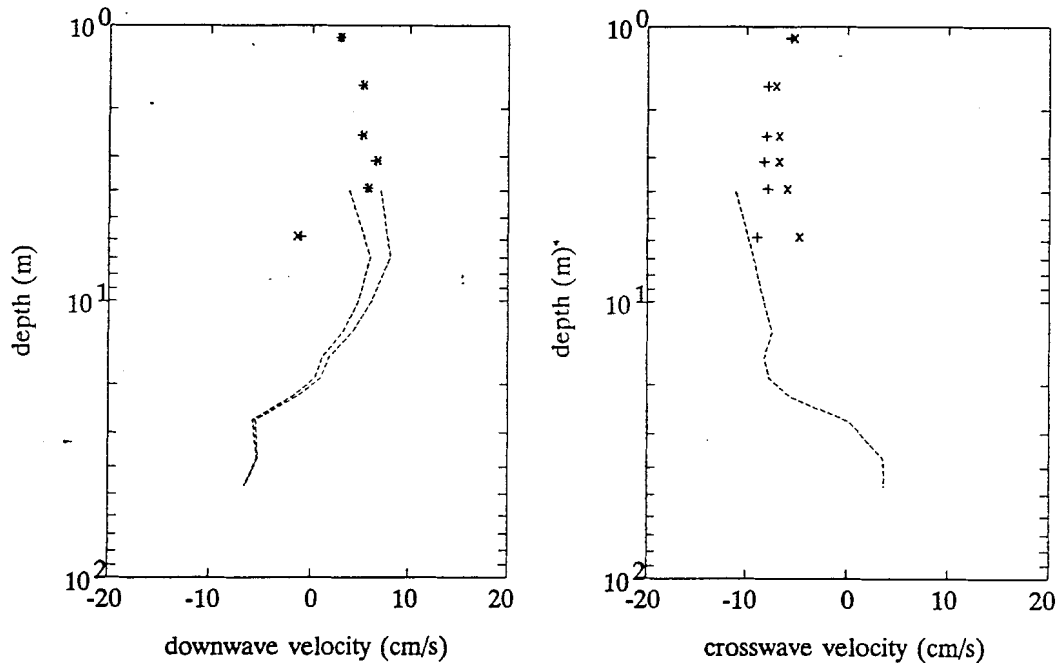 10^0
10^1
10^2
depth (m)
-20 -10 0 10 20
downwave velocity (cm/s)
10^0
10^1
10^2
depth (m)
-20 -10 0 10 20
crosswave velocity (cm/s)